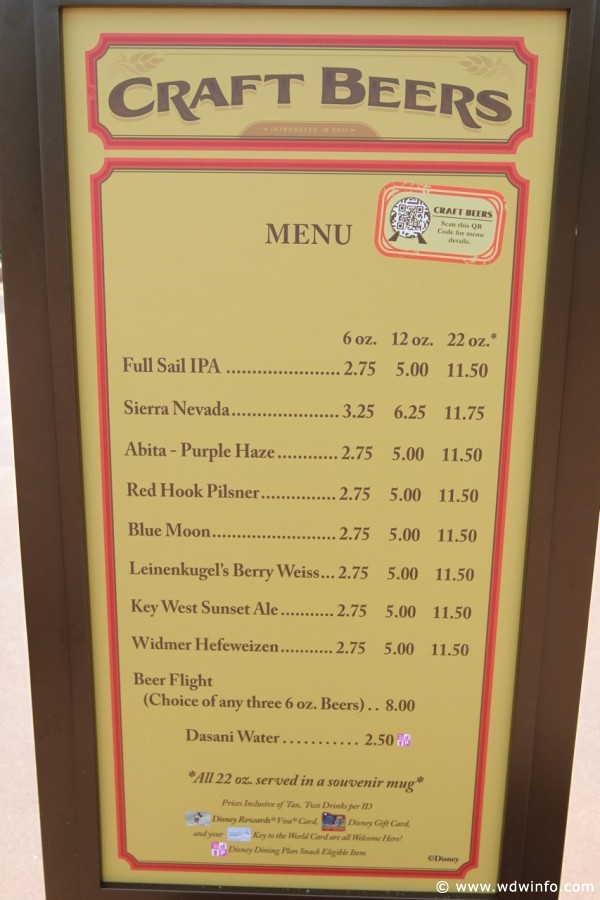 CRAFT BEERS
INTRODUCED IN 2011
CRAFT BEERS
Scan this QR
Code for menu
details.
MENU
6 oz. 12 oz. 22 oz.*
Full Sail IPA ...................... 2.75 5.00 11.50
Sierra Nevada..................... 3.25 6.25 11.75
Abita - Purple Haze ............ 2.75 5.00 11.50
Red Hook Pilsner............... 2.75 5.00 11.50
Blue Moon........................ 2.75 5.00 11.50
Leinenkugel's Berry Weiss... 2.75 5.00 11.50
Key West Sunset Ale ........... 2.75 5.00 11.50
Widmer Hefeweizen........... 2.75 5.00 11.50
Beer Flight
(Choice of any three 6 oz. Beers) . . 8.00
Dasani Water . . . . . . . . . . . 2.50
*All 22 oz. served in a souvenir mug*
Prices Inclusive of Tax, Two Drinks per ID
Disney Rewards® Visa® Card, Disney Gift Card,
and your Key to the World Card are all Welcome Here!
Disney Dining Plan Snack Eligible Item
©Disney
© www.wdwinfo.com